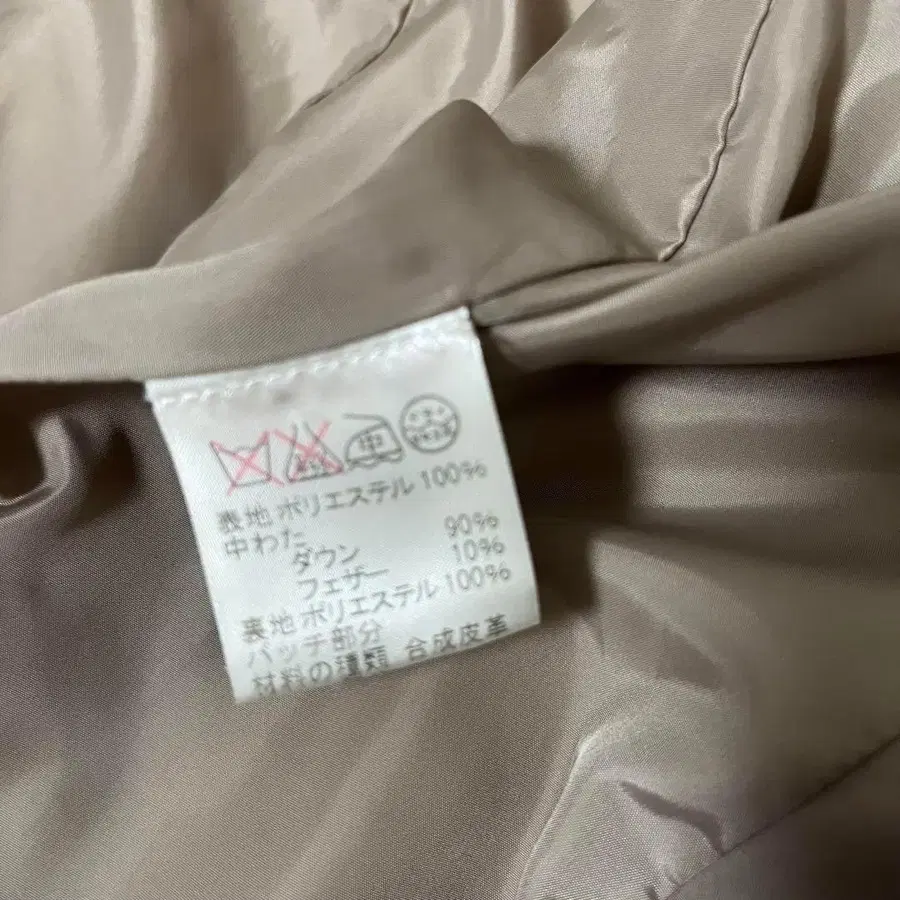 中
表地 ポリエステル 100%
中わた
ダウン 90%
フェザー 10%
裏地 ポリエステル 100%
パッチ部分
材料の種類 合成皮革